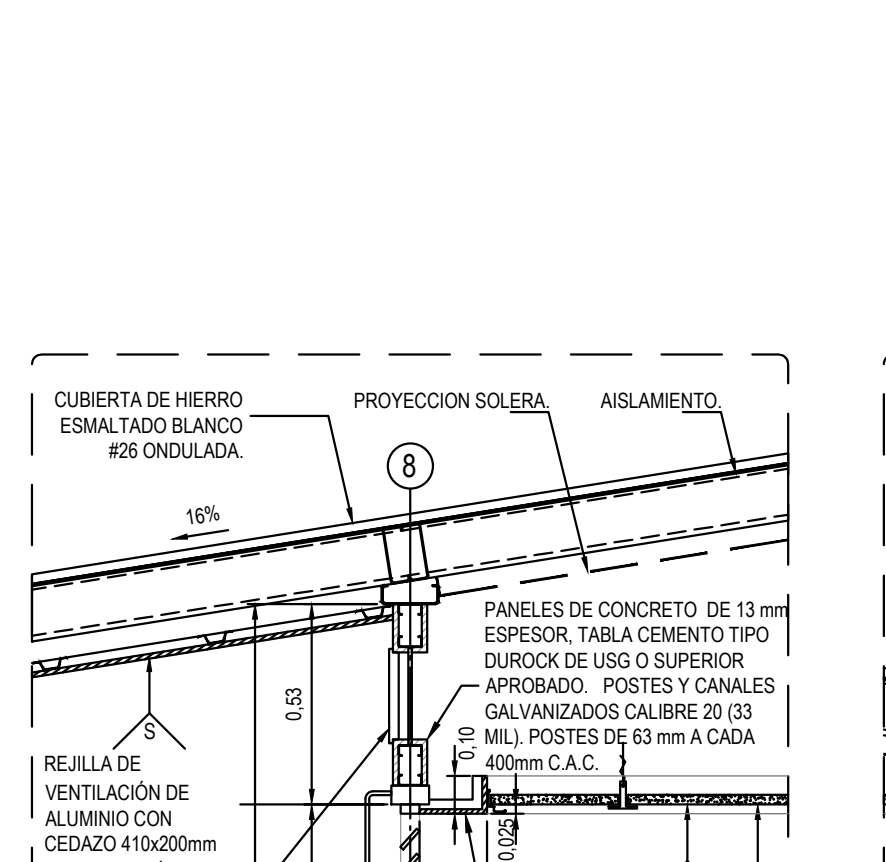 CUBIERTA DE HIERRO
ESMALTADO BLANCO
#26 ONDULADA.
PROYECCION SOLERA.
AISLAMIENTO.
8
16%
PANELES DE CONCRETO DE 13 mm
ESPESOR, TABLA CEMENTO TIPO
DUROCK DE USG O SUPERIOR
APROBADO. POSTES Y CANALES
GALVANIZADOS CALIBRE 20 (33
MIL). POSTES DE 63 mm A CADA
400mm C.A.C.
0,53
0,10
0,025
S
REJILLA DE
VENTILACIÓN DE
ALUMINIO CON
CEDAZO 410x200mm